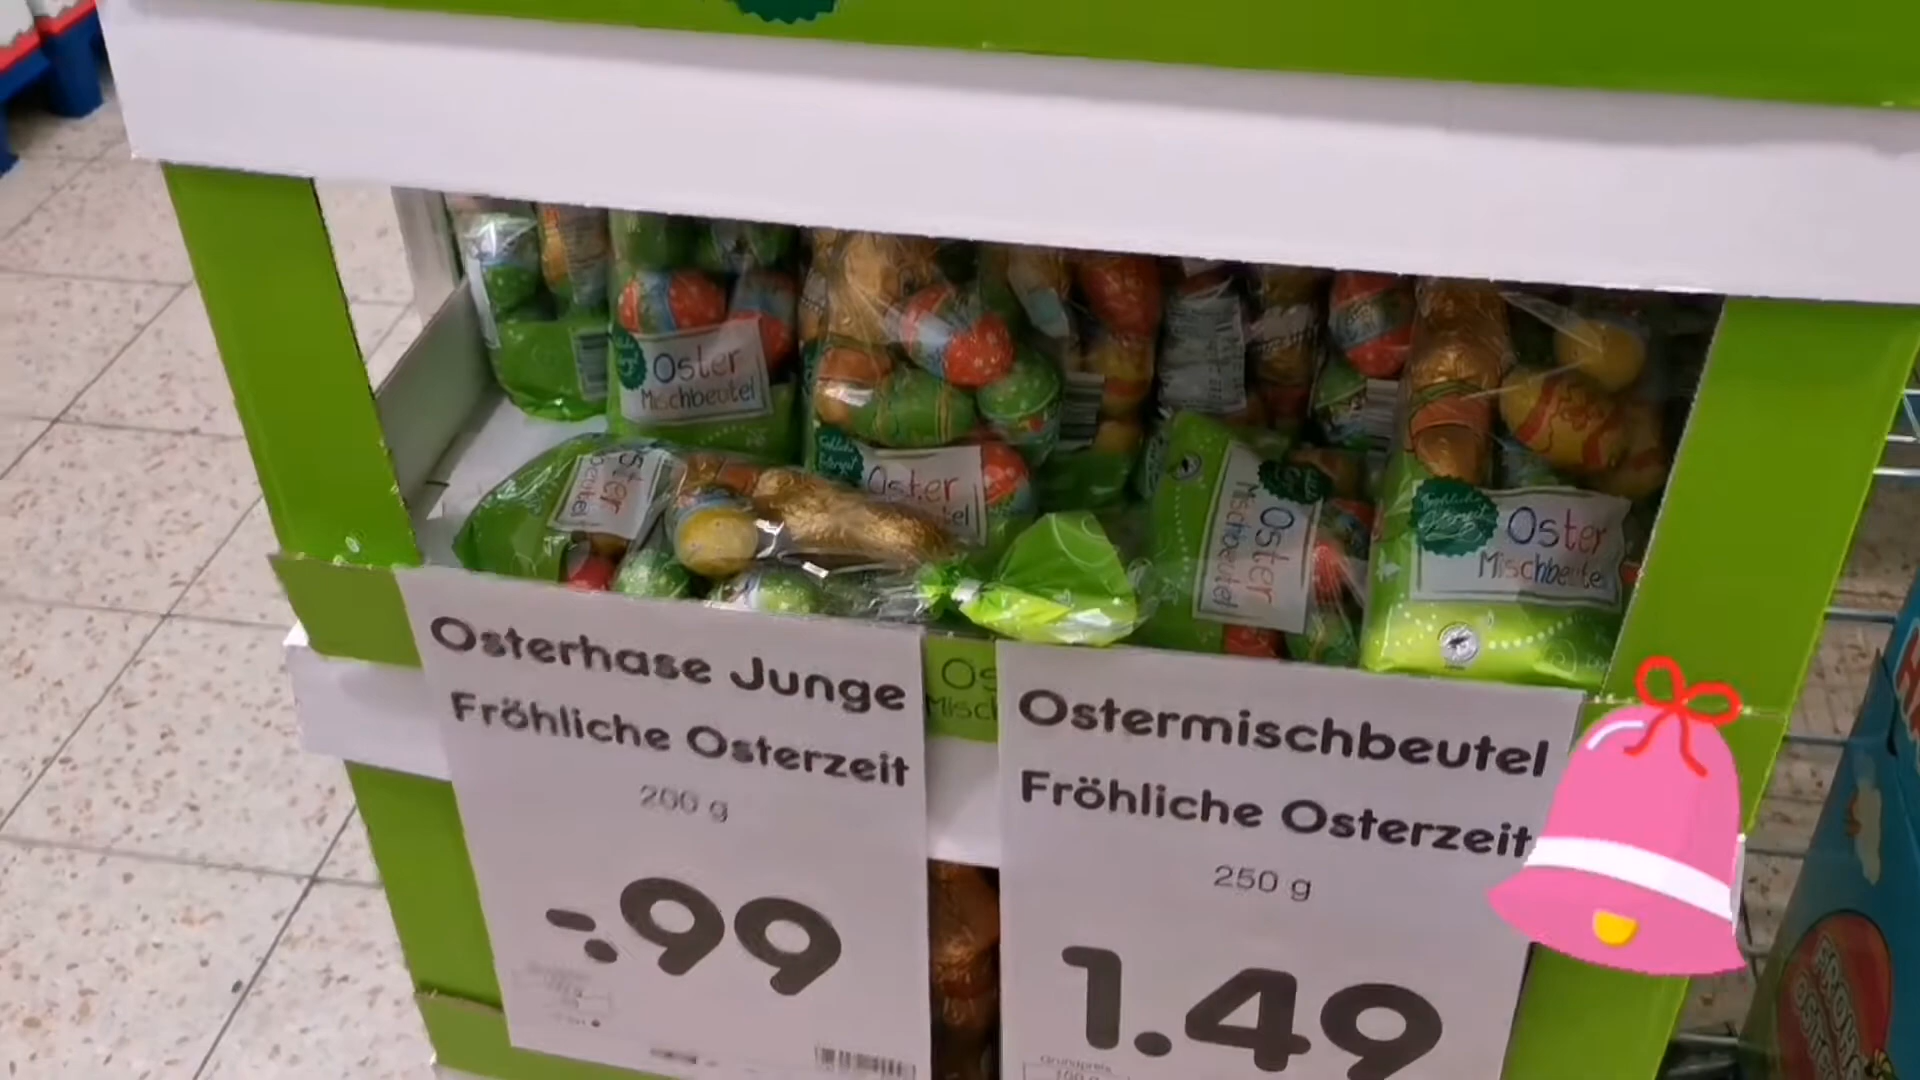 Oster
Mischbeutel
Oster
Oster
Mischbeutel
Oster
Mischbeutel
Osterhase Junge
Fröhliche Osterzeit
200 g
-.99
Ostermischbeutel
Fröhliche Osterzeit
250 g
1.49
Grundpreis